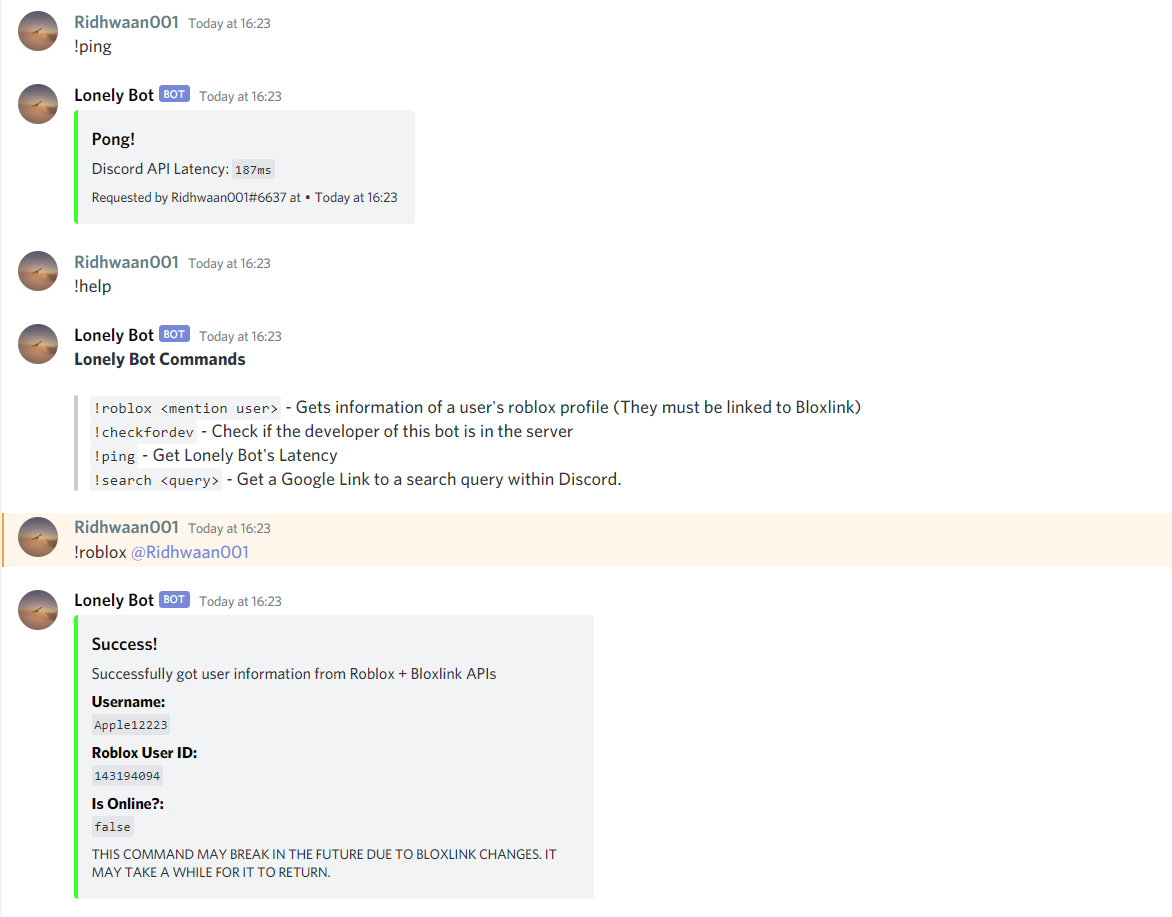 Ridhwaan001 Today at 16:23
!ping
Lonely Bot BOT Today at 16:23
Pong!
Discord API Latency: 187ms
Requested by Ridhwaan001#6637 at • Today at 16:23
Ridhwaan001 Today at 16:23
!help
Lonely Bot BOT Today at 16:23
Lonely Bot Commands
!roblox <mention user> - Gets information of a user's roblox profile (They must be linked to Bloxlink)
!checkfordev - Check if the developer of this bot is in the server
!ping - Get Lonely Bot's Latency
!search <query> - Get a Google Link to a search query within Discord.
Ridhwaan001 Today at 16:23
!roblox @Ridhwaan001
Lonely Bot BOT Today at 16:23
Success!
Successfully got user information from Roblox + Bloxlink APIs
Username:
Apple12223
Roblox User ID:
143194094
Is Online?:
false
THIS COMMAND MAY BREAK IN THE FUTURE DUE TO BLOXLINK CHANGES. IT
MAY TAKE A WHILE FOR IT TO RETURN.